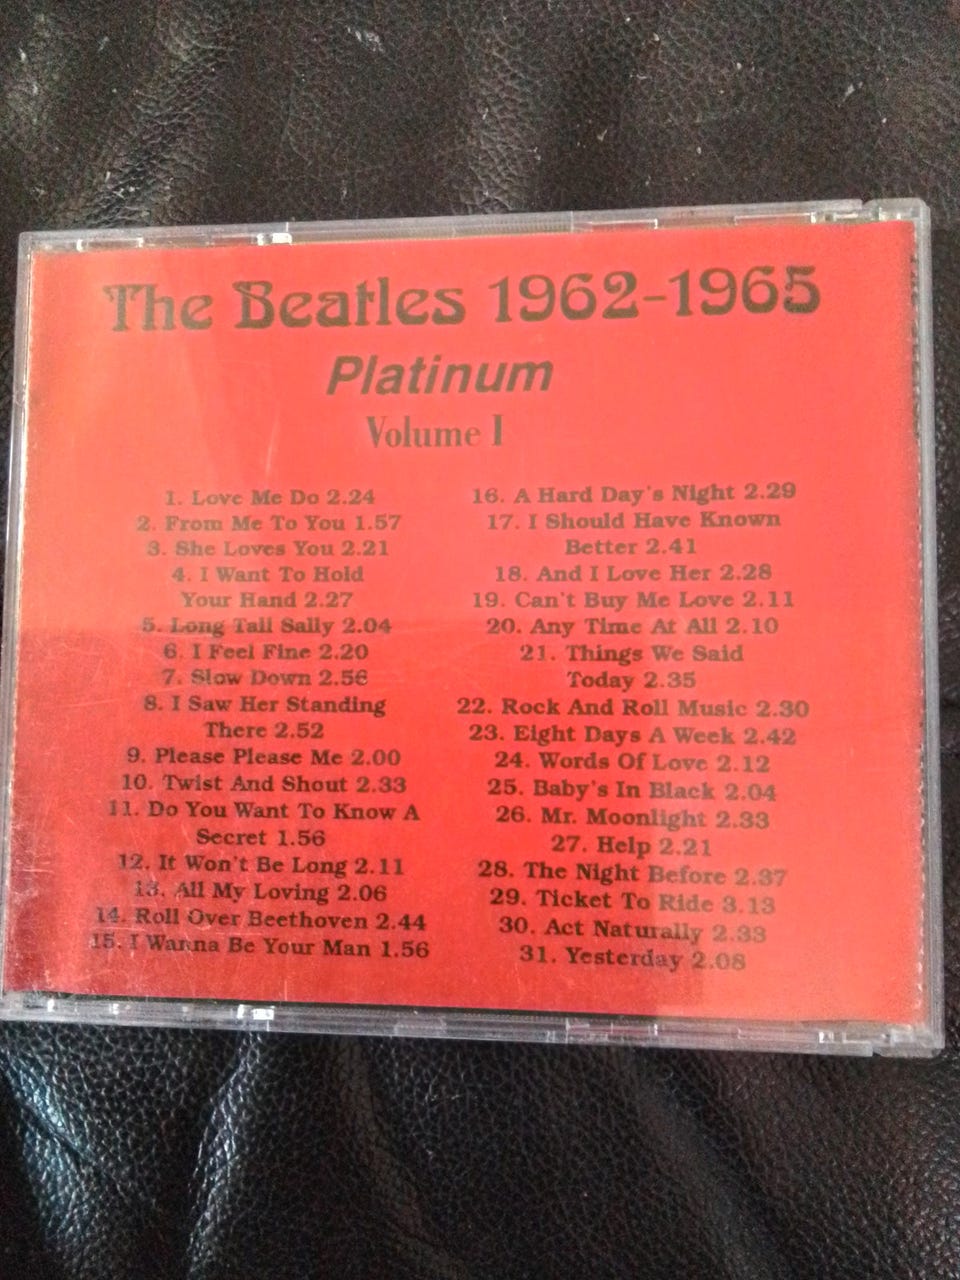 The Beatles 1962-1965
Platinum
Volume I
1. Love Me Do 2.24
2. From Me To You 1.57
3. She Loves You 2.21
4. I Want To Hold
Your Hand 2.27
5. Long Tall Sally 2.04
6. I Feel Fine 2.20
7. Slow Down 2.56
8. I Saw Her Standing
There 2.52
9. Please Please Me 2.00
10. Twist And Shout 2.33
11. Do You Want To Know A
Secret 1.56
12. It Won't Be Long 2.11
13. All My Loving 2.06
14. Roll Over Beethoven 2.44
15. I Wanna Be Your Man 1.56
16. A Hard Day's Night 2.29
17. I Should Have Known
Better 2.41
18. And I Love Her 2.28
19. Can't Buy Me Love 2.11
20. Any Time At All 2.10
21. Things We Said
Today 2.35
22. Rock And Roll Music 2.30
23. Eight Days A Week 2.42
24. Words Of Love 2.12
25. Baby's In Black 2.04
26. Mr. Moonlight 2.33
27. Help 2.21
28. The Night Before 2.37
29. Ticket To Ride 3.13
30. Act Naturally 2.33
31. Yesterday 2.08